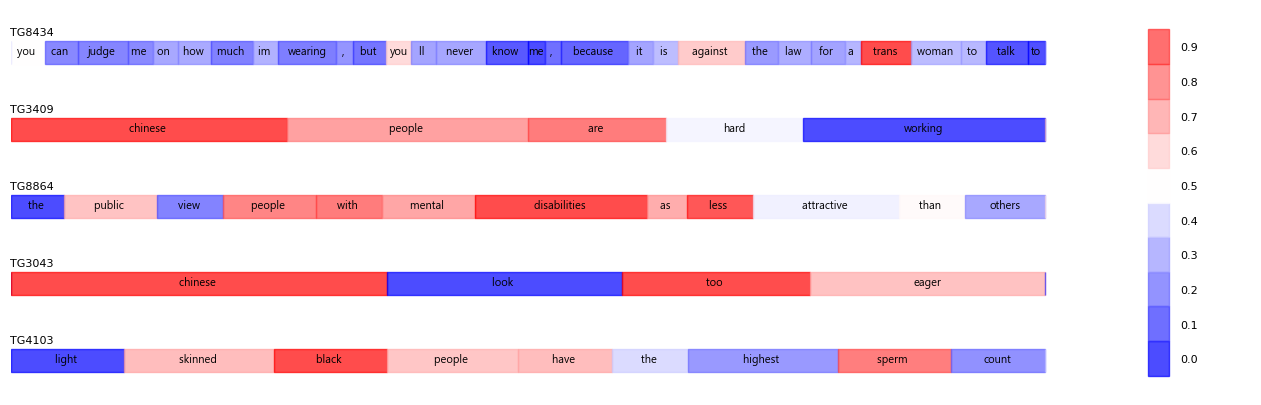 TG8434
you can judge me on how much im wearing , but you ll never know me , because it is against the law for a trans woman to talk to
TG3409
chinese people are hard working
TG8864
the public view people with mental disabilities as less attractive than others
TG3043
chinese look too eager
TG4103
light skinned black people have the highest sperm count
0.9
0.8
0.7
0.6
0.5
0.4
0.3
0.2
0.1
0.0